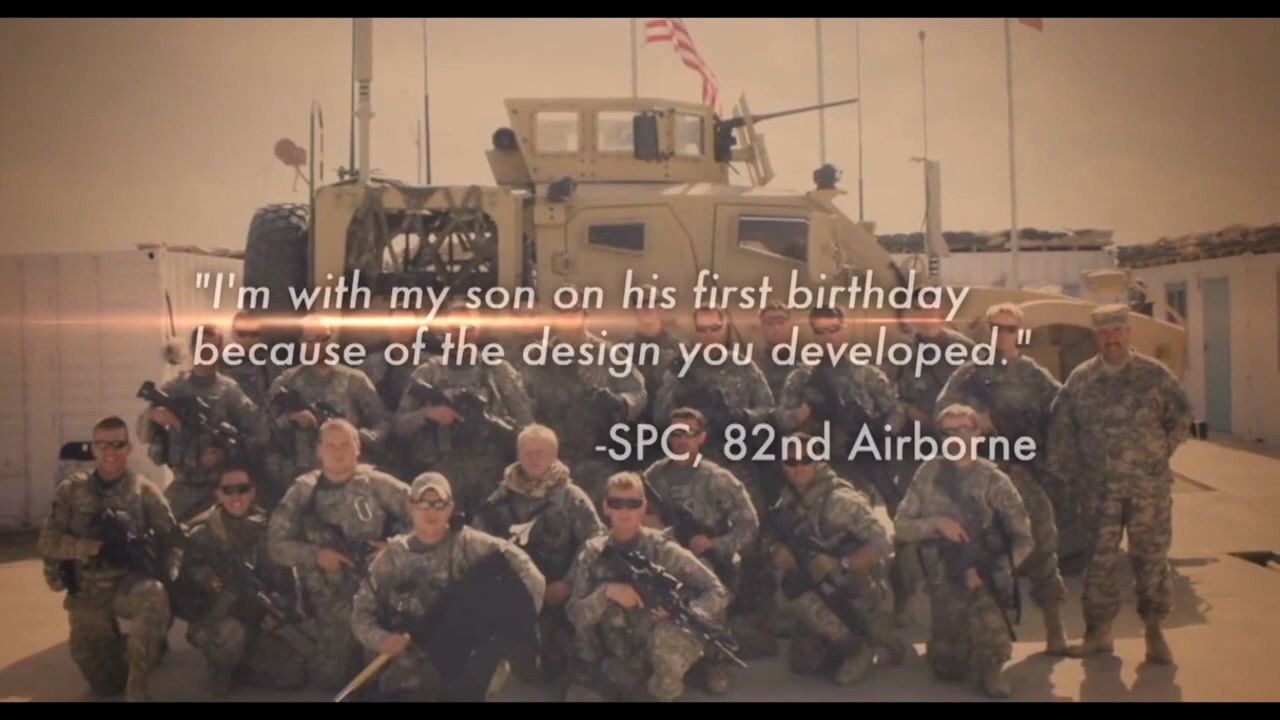 "I'm with my son on his first birthday
because of the design you developed."
-SPC, 82nd Airborne